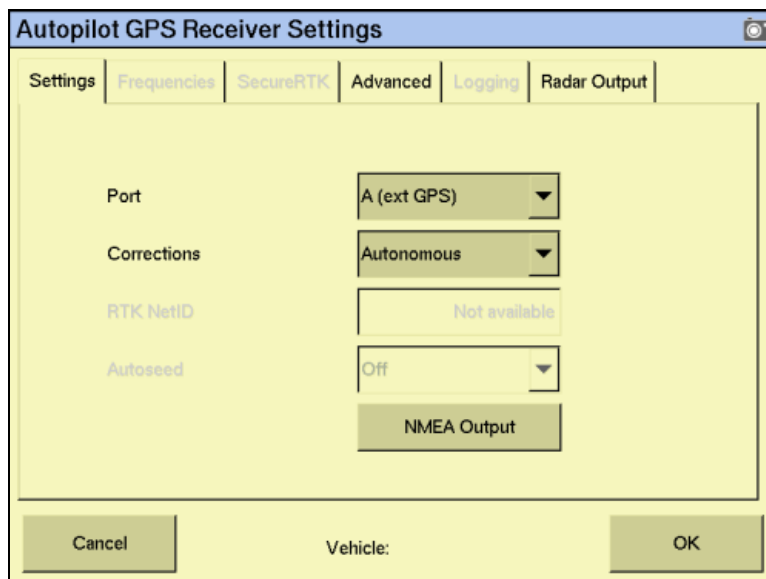 Autopilot GPS Receiver Settings
Settings Frequencies SecureRTK Advanced Logging Radar Output
Port A (ext GPS)
Corrections Autonomous
RTK NetID Not available
Autoseed Off
NMEA Output
Cancel Vehicle: OK